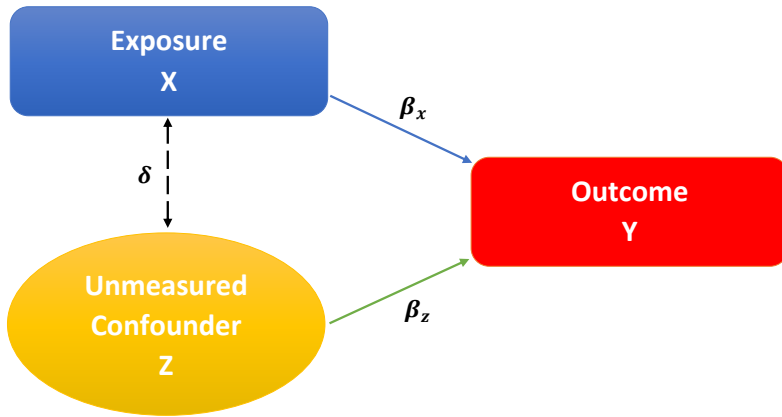 Exposure
X
βx
δ
Outcome
Y
Unmeasured
Confounder
Z
βz